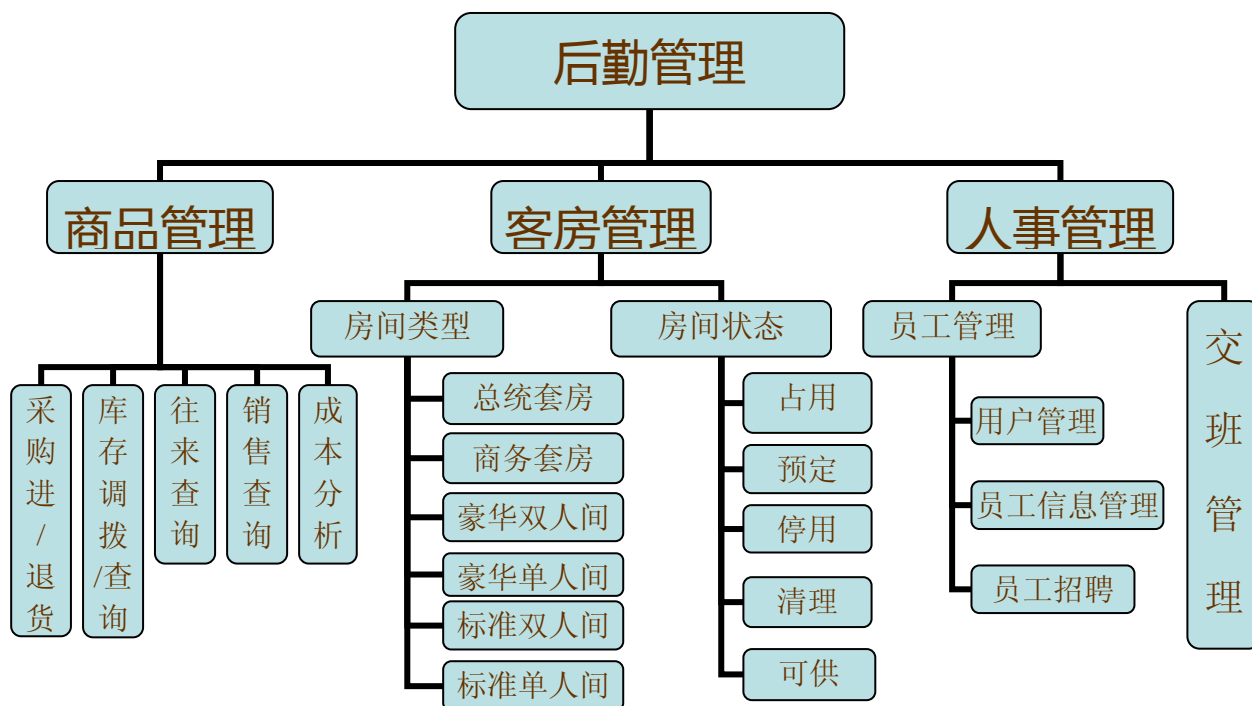 后勤管理
商品管理
客房管理
人事管理
房间类型
房间状态
员工管理
交班管理
采购进/退货
库存调拨/查询
往来查询
销售查询
成本分析
总统套房
商务套房
豪华双人间
豪华单人间
标准双人间
标准单人间
占用
预定
停用
清理
可供
用户管理
员工信息管理
员工招聘